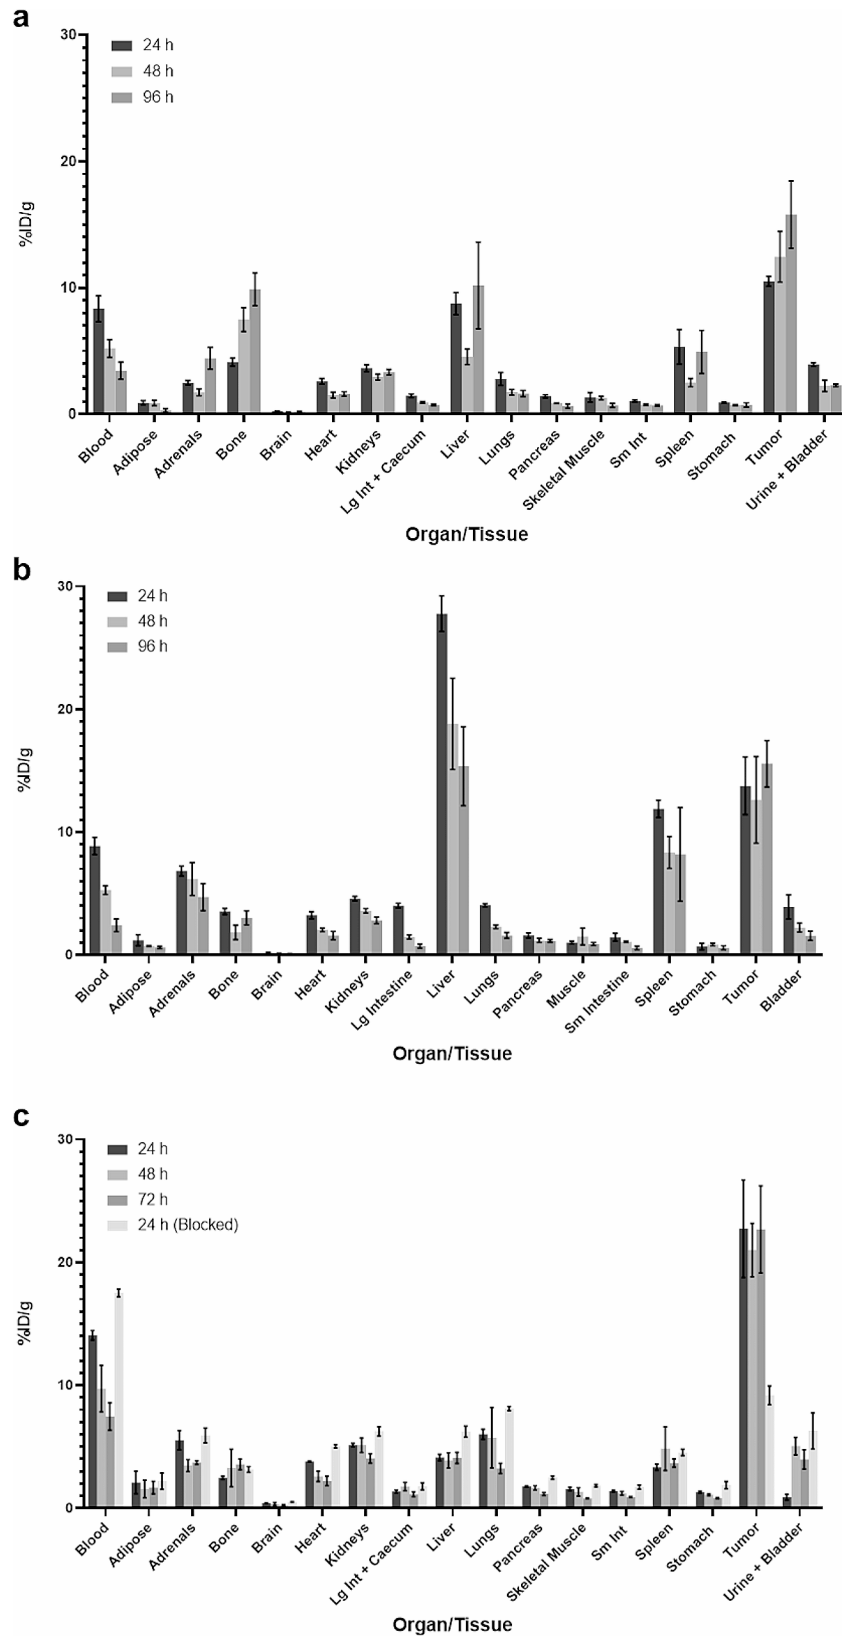 a
30
20
10
0
%ID/g
24 h
48 h
96 h
Blood
Adipose
Adrenals
Bone
Brain
Heart
Kidneys
Lg Int + Caecum
Liver
Lungs
Pancreas
Skeletal Muscle
Sm Int
Spleen
Stomach
Tumor
Urine + Bladder
Organ/Tissue
b
30
20
10
0
%ID/g
24 h
48 h
96 h
Blood
Adipose
Adrenals
Bone
Brain
Heart
Kidneys
Lg Intestine
Liver
Lungs
Pancreas
Muscle
Sm Intestine
Spleen
Stomach
Tumor
Bladder
Organ/Tissue
c
30
20
10
0
%ID/g
24 h
48 h
72 h
24 h (Blocked)
Blood
Adipose
Adrenals
Bone
Brain
Heart
Kidneys
Lg Int + Caecum
Liver
Lungs
Pancreas
Skeletal Muscle
Sm Int
Spleen
Stomach
Tumor
Urine + Bladder
Organ/Tissue